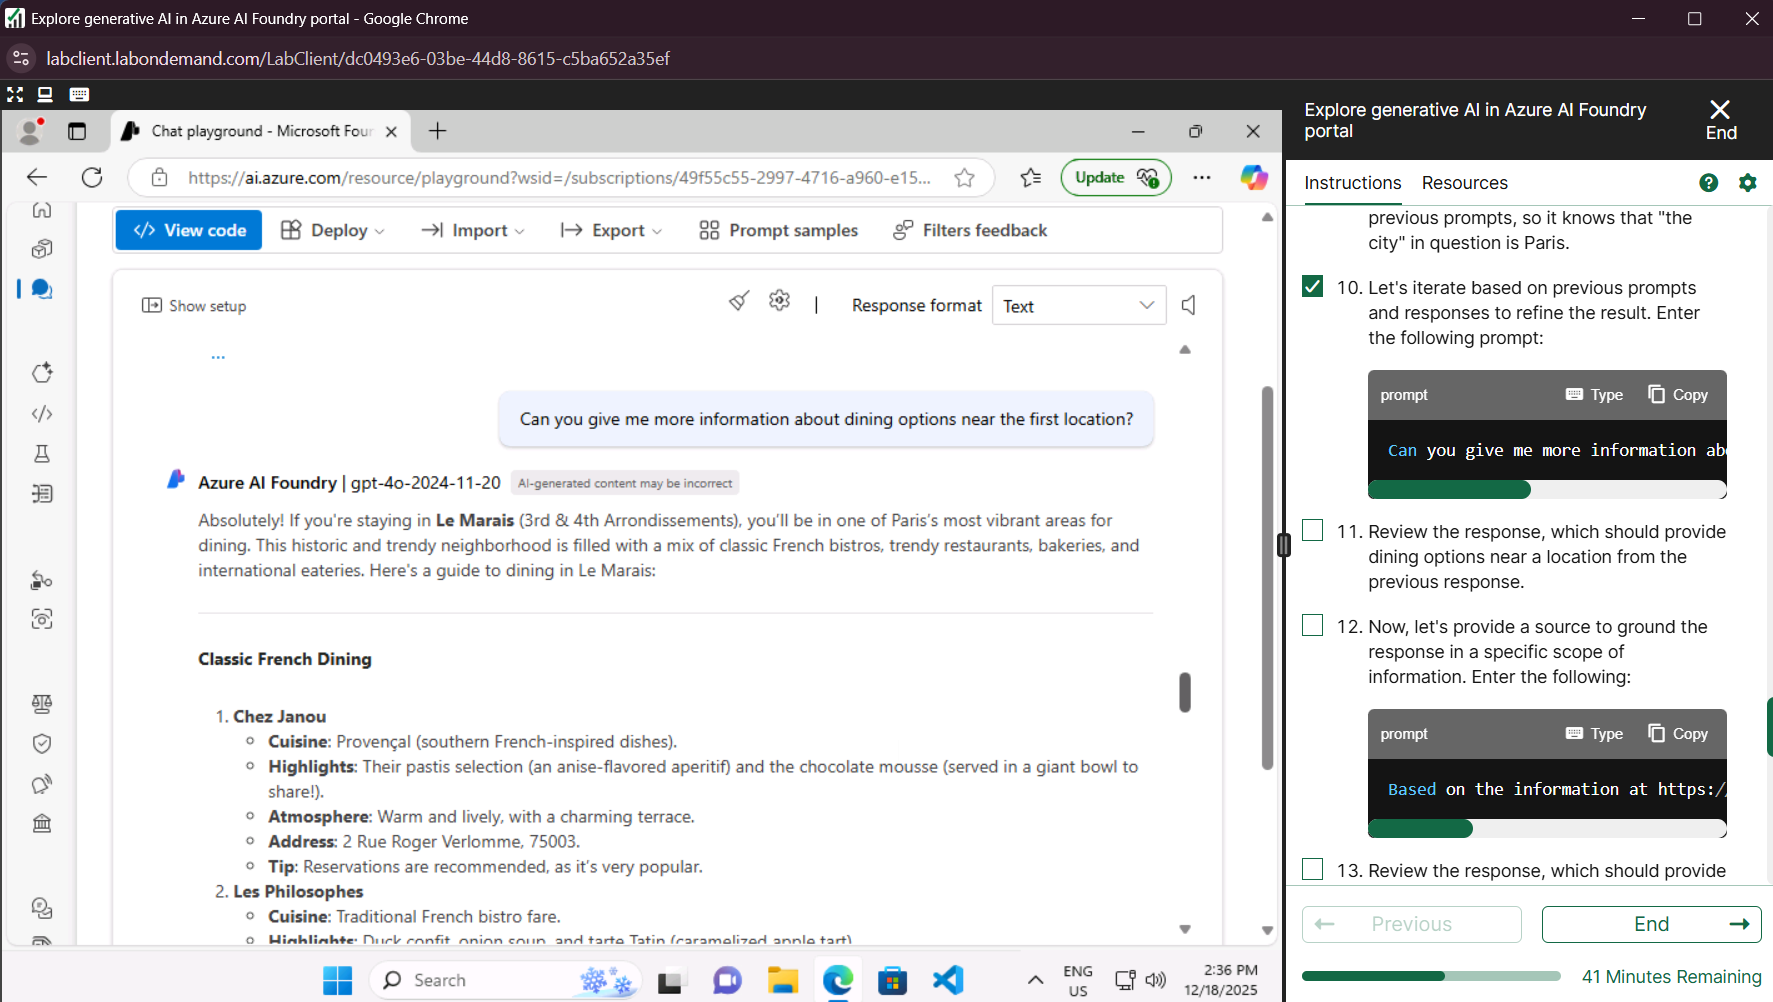 Explore generative AI in Azure AI Foundry portal - Google Chrome
labclient.labondemand.com/LabClient/dc0493e6-03be-44d8-8615-c5ba652a35ef
Chat playground - Microsoft Four
https://ai.azure.com/resource/playground?wsid=/subscriptions/49f55c55-2997-4716-a960-e15...
Update
View code
Deploy
Import
Export
Prompt samples
Filters feedback
Show setup
|
Response format
Text
...
Can you give me more information about dining options near the first location?
Azure AI Foundry | gpt-4o-2024-11-20
AI-generated content may be incorrect
Absolutely! If you're staying in Le Marais (3rd & 4th Arrondissements), you'll be in one of Paris's most vibrant areas for
dining. This historic and trendy neighborhood is filled with a mix of classic French bistros, trendy restaurants, bakeries, and
international eateries. Here's a guide to dining in Le Marais:
Classic French Dining
1. Chez Janou
Cuisine: Provençal (southern French-inspired dishes).
Highlights: Their pastis selection (an anise-flavored aperitif) and the chocolate mousse (served in a giant bowl to
share!).
Atmosphere: Warm and lively, with a charming terrace.
Address: 2 Rue Roger Verlomme, 75003.
Tip: Reservations are recommended, as it's very popular.
2. Les Philosophes
Cuisine: Traditional French bistro fare.
Highlights: Duck confit, onion soup, and tarte Tatin (caramelized apple tart)
Search
ENG
US
2:36 PM
12/18/2025
Explore generative AI in Azure AI Foundry
portal
End
Instructions
Resources
previous prompts, so it knows that "the
city" in question is Paris.
10. Let's iterate based on previous prompts
and responses to refine the result. Enter
the following prompt:
prompt
Type
Copy
Can you give me more information abo
11. Review the response, which should provide
dining options near a location from the
previous response.
12. Now, let's provide a source to ground the
response in a specific scope of
information. Enter the following:
prompt
Type
Copy
Based on the information at https:/
13. Review the response, which should provide
Previous
End
41 Minutes Remaining